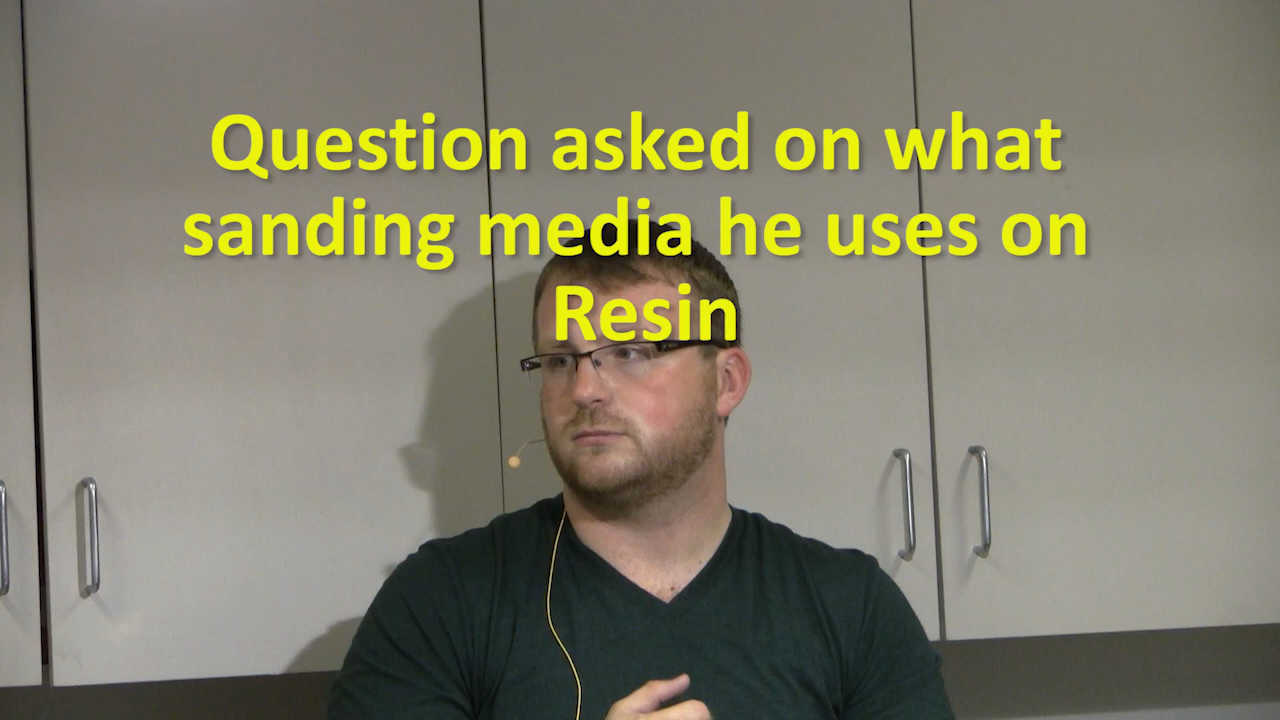 Question asked on what
sanding media he uses on
Resin